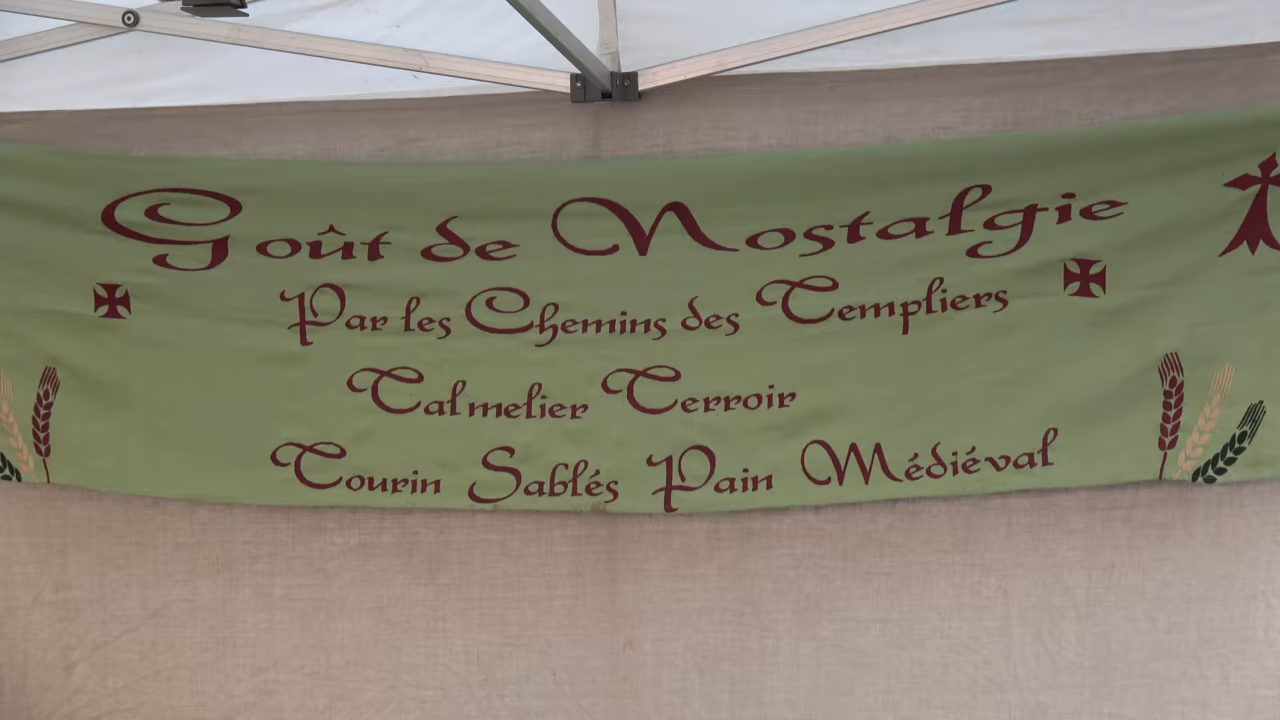 Goût de Nostalgie
Par les Chemins des Templiers
Talmelier Terroir
Tourin Sablés Pain Médiéval